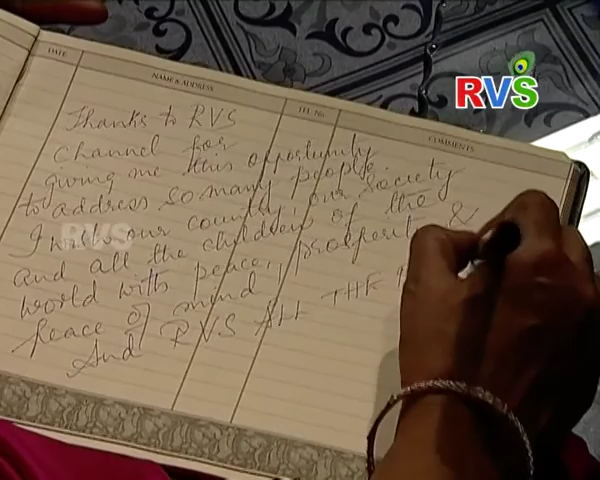 RVS
DATE NAME & ADDRESS TEL. No. COMMENTS
Thanks to RVS
channel for
giving me this opportunity
to address so many people
I wish our country, our society
and all the children of the
world with peace, prosperity &
peace of mind,
And RVS ALL THE
RVS